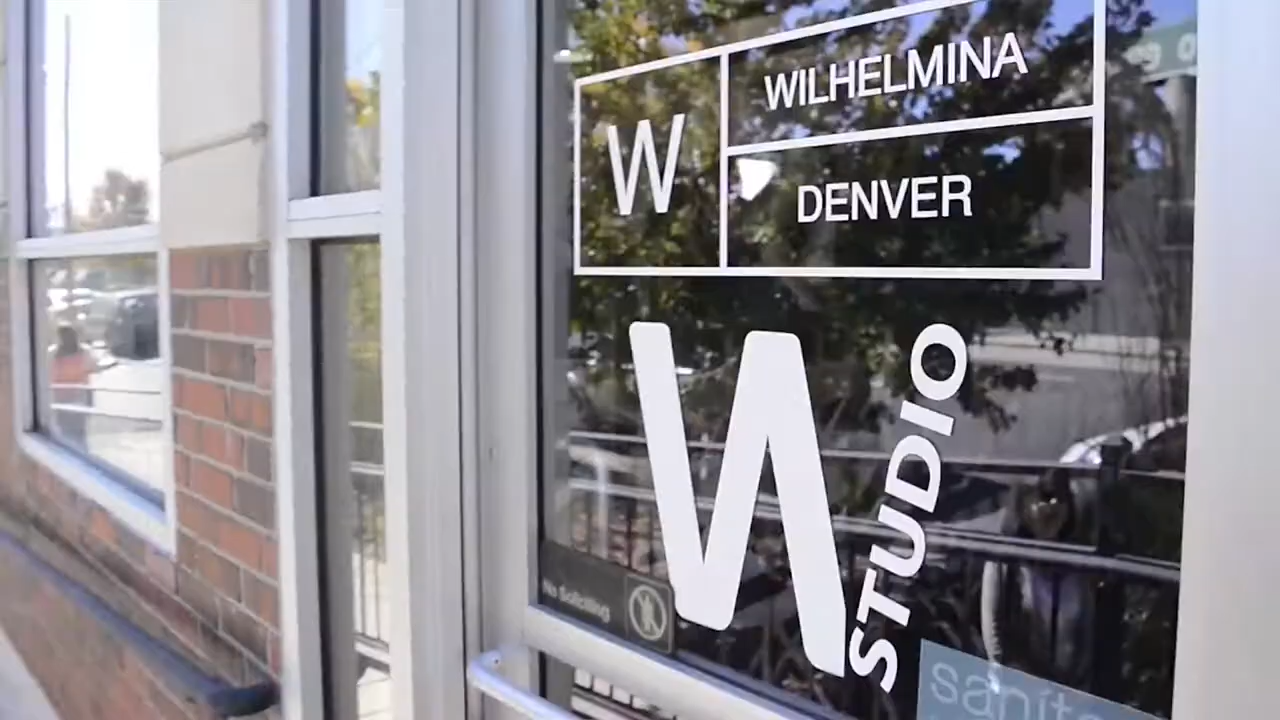 W
WILHELMINA
DENVER
W
STUDIO
No Soliciting